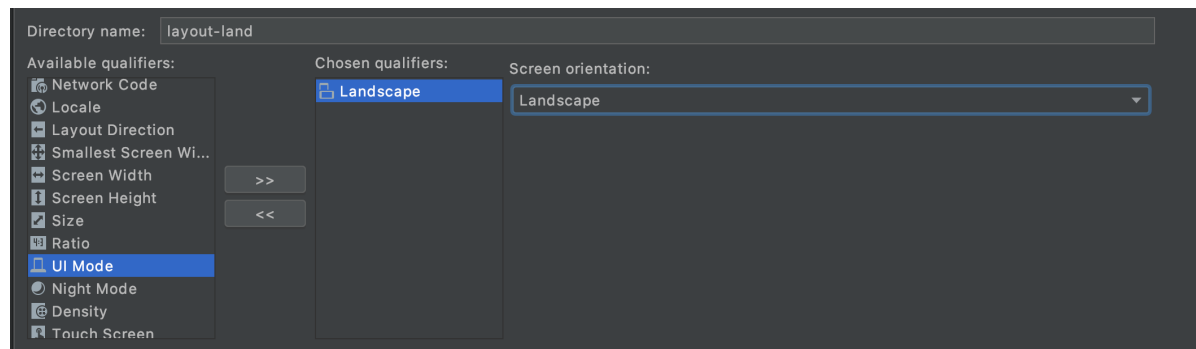 Directory name: layout-land
Available qualifiers:
Network Code
Locale
Layout Direction
Smallest Screen Wi...
Screen Width
Screen Height
Size
Ratio
UI Mode
Night Mode
Density
Touch Screen
>>
<<
Chosen qualifiers:
Landscape
Screen orientation:
Landscape